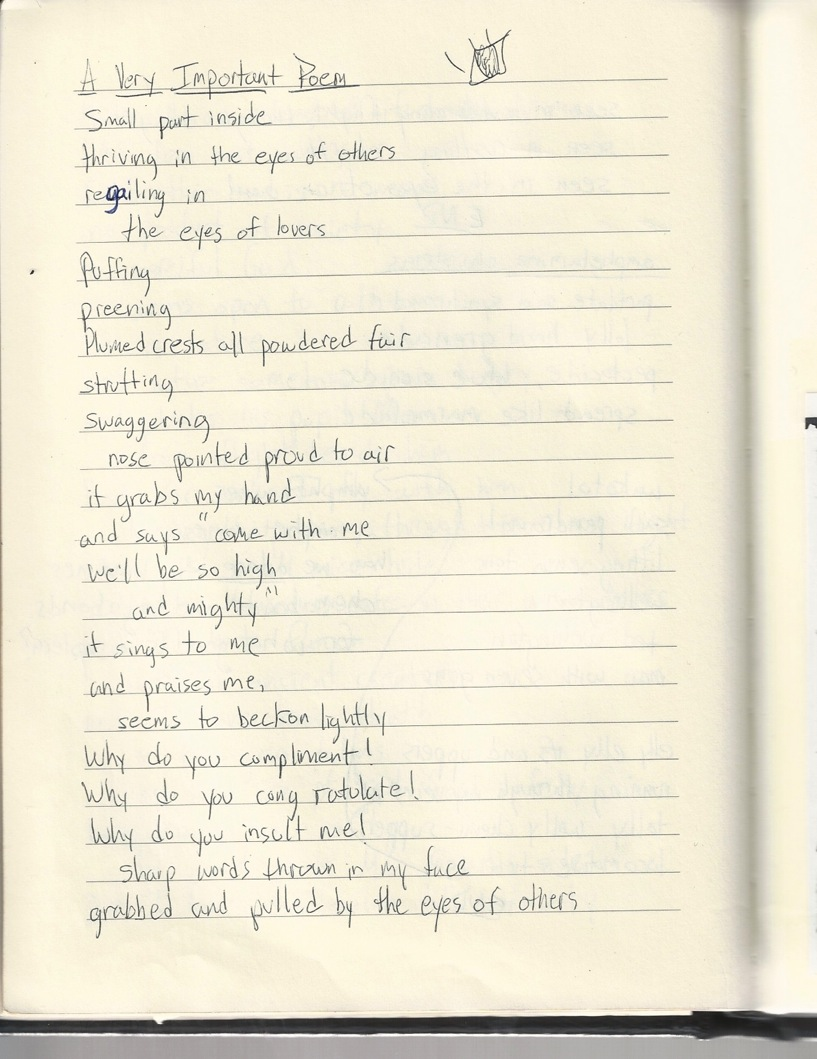 A Very Important Poem
Small part inside
thriving in the eyes of others
regailing in
the eyes of lovers
Puffing
preening
Plumed crests all powdered fair
strutting
swaggering
nose pointed proud to air
it grabs my hand
and says "come with me
we'll be so high
and mighty"
it sings to me
and praises me,
seems to beckon lightly
Why do you compliment!
Why do you congratulate!
Why do you insult me!
sharp words thrown in my face
grabbed and pulled by the eyes of others